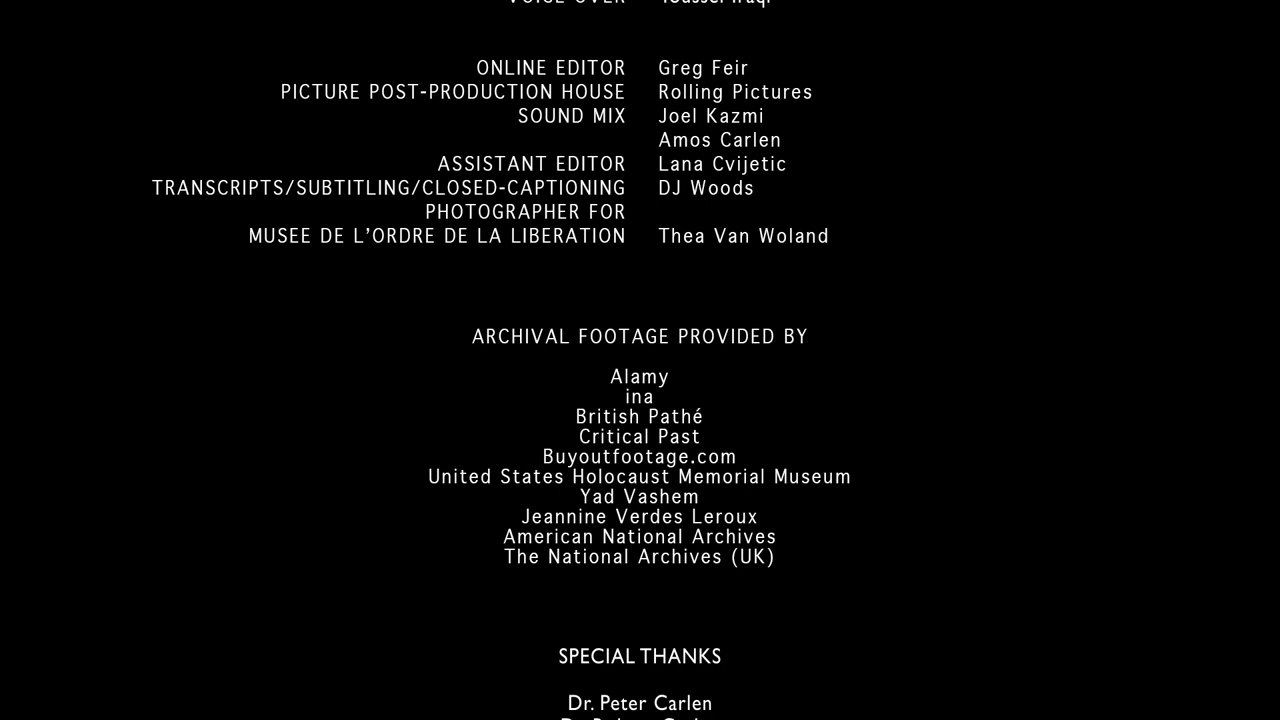 VOICE OVER
ONLINE EDITOR Greg Feir
PICTURE POST-PRODUCTION HOUSE Rolling Pictures
SOUND MIX Joel Kazmi
Amos Carlen
ASSISTANT EDITOR Lana Cvijetic
TRANSCRIPTS/SUBTITLING/CLOSED-CAPTIONING DJ Woods
PHOTOGRAPHER FOR
MUSEE DE L’ORDRE DE LA LIBERATION Thea Van Woland
ARCHIVAL FOOTAGE PROVIDED BY
Alamy
ina
British Pathé
Critical Past
Buyoutfootage.com
United States Holocaust Memorial Museum
Yad Vashem
Jeannine Verdes Leroux
American National Archives
The National Archives (UK)
SPECIAL THANKS
Dr. Peter Carlen